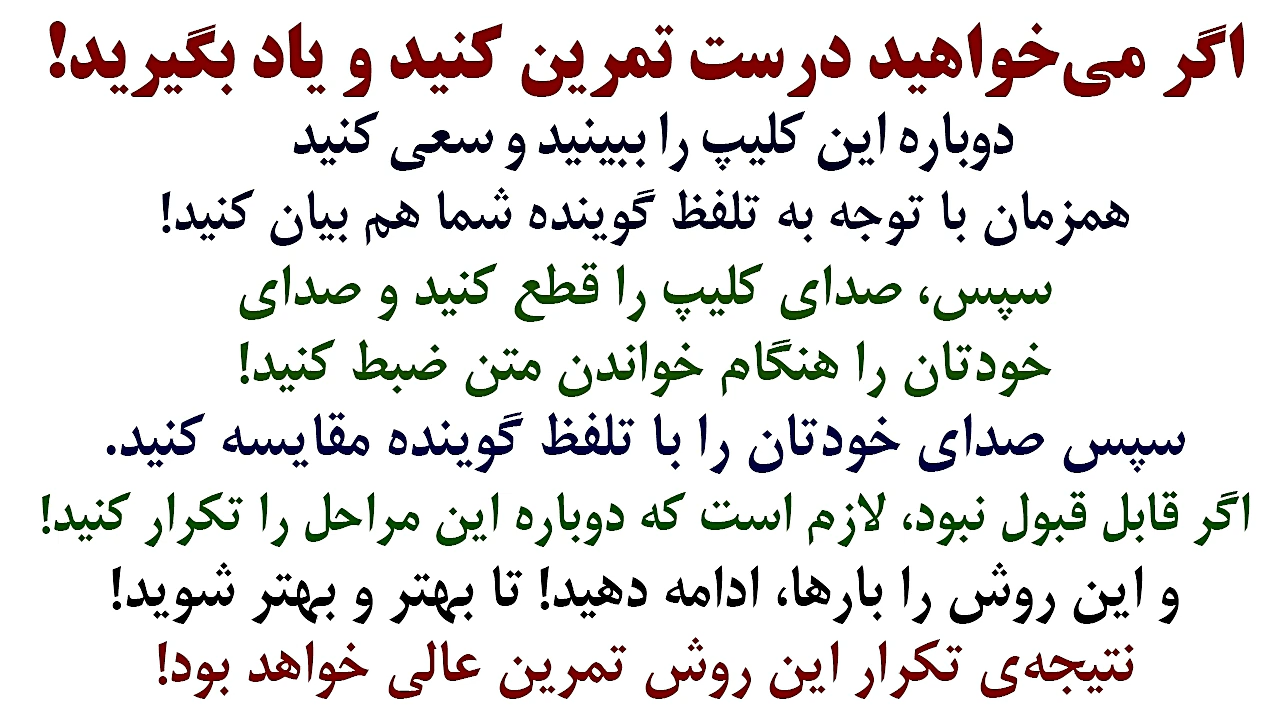 اگر می‌خواهید درست تمرین کنید و یاد بگیرید!
دوباره این کلیپ را ببینید و سعی کنید
همزمان با توجه به تلفظ گوینده شما هم بیان کنید!
سپس، صدای کلیپ را قطع کنید و صدای
خودتان را هنگام خواندن متن ضبط کنید!
سپس صدای خودتان را با تلفظ گوینده مقایسه کنید.
اگر قابل قبول نبود، لازم است که دوباره این مراحل را تکرار کنید!
و این روش را بارها، ادامه دهید! تا بهتر و بهتر شوید!
نتیجه‌ی تکرار این روش تمرین عالی خواهد بود!